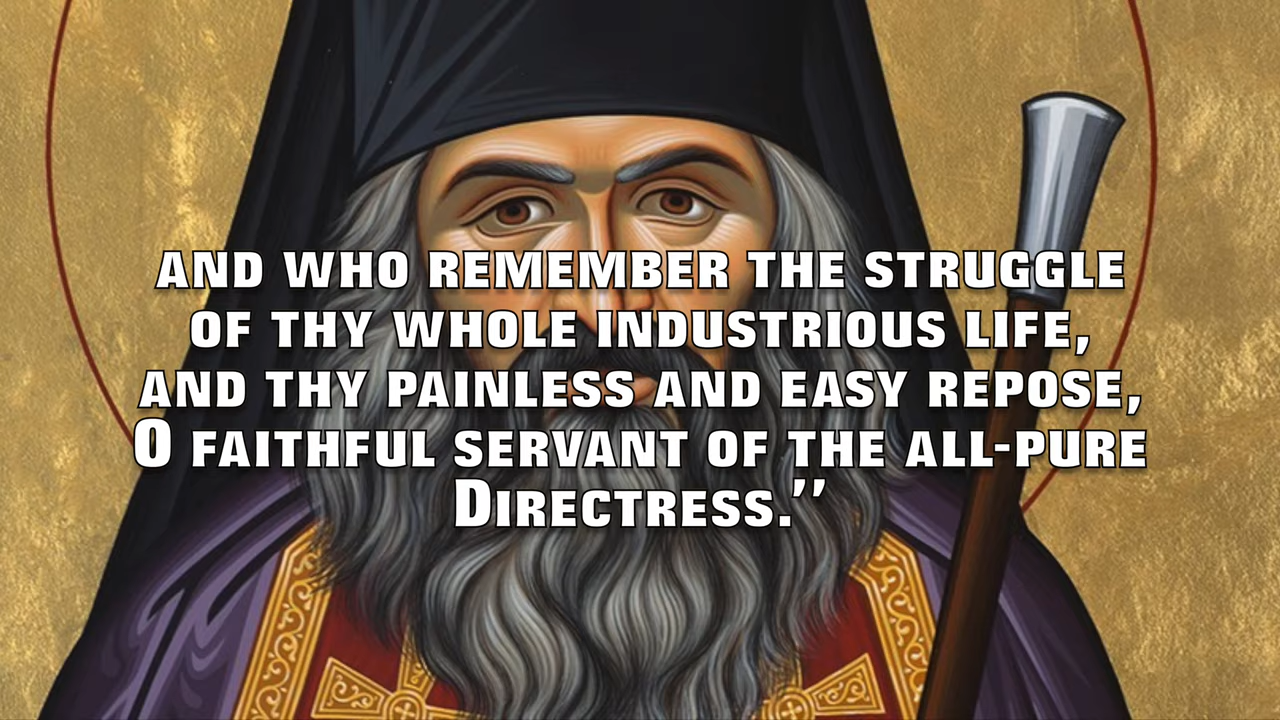 AND WHO REMEMBER THE STRUGGLE
OF THY WHOLE INDUSTRIOUS LIFE,
AND THY PAINLESS AND EASY REPOSE,
O FAITHFUL SERVANT OF THE ALL-PURE
DIRECTRESS.’’